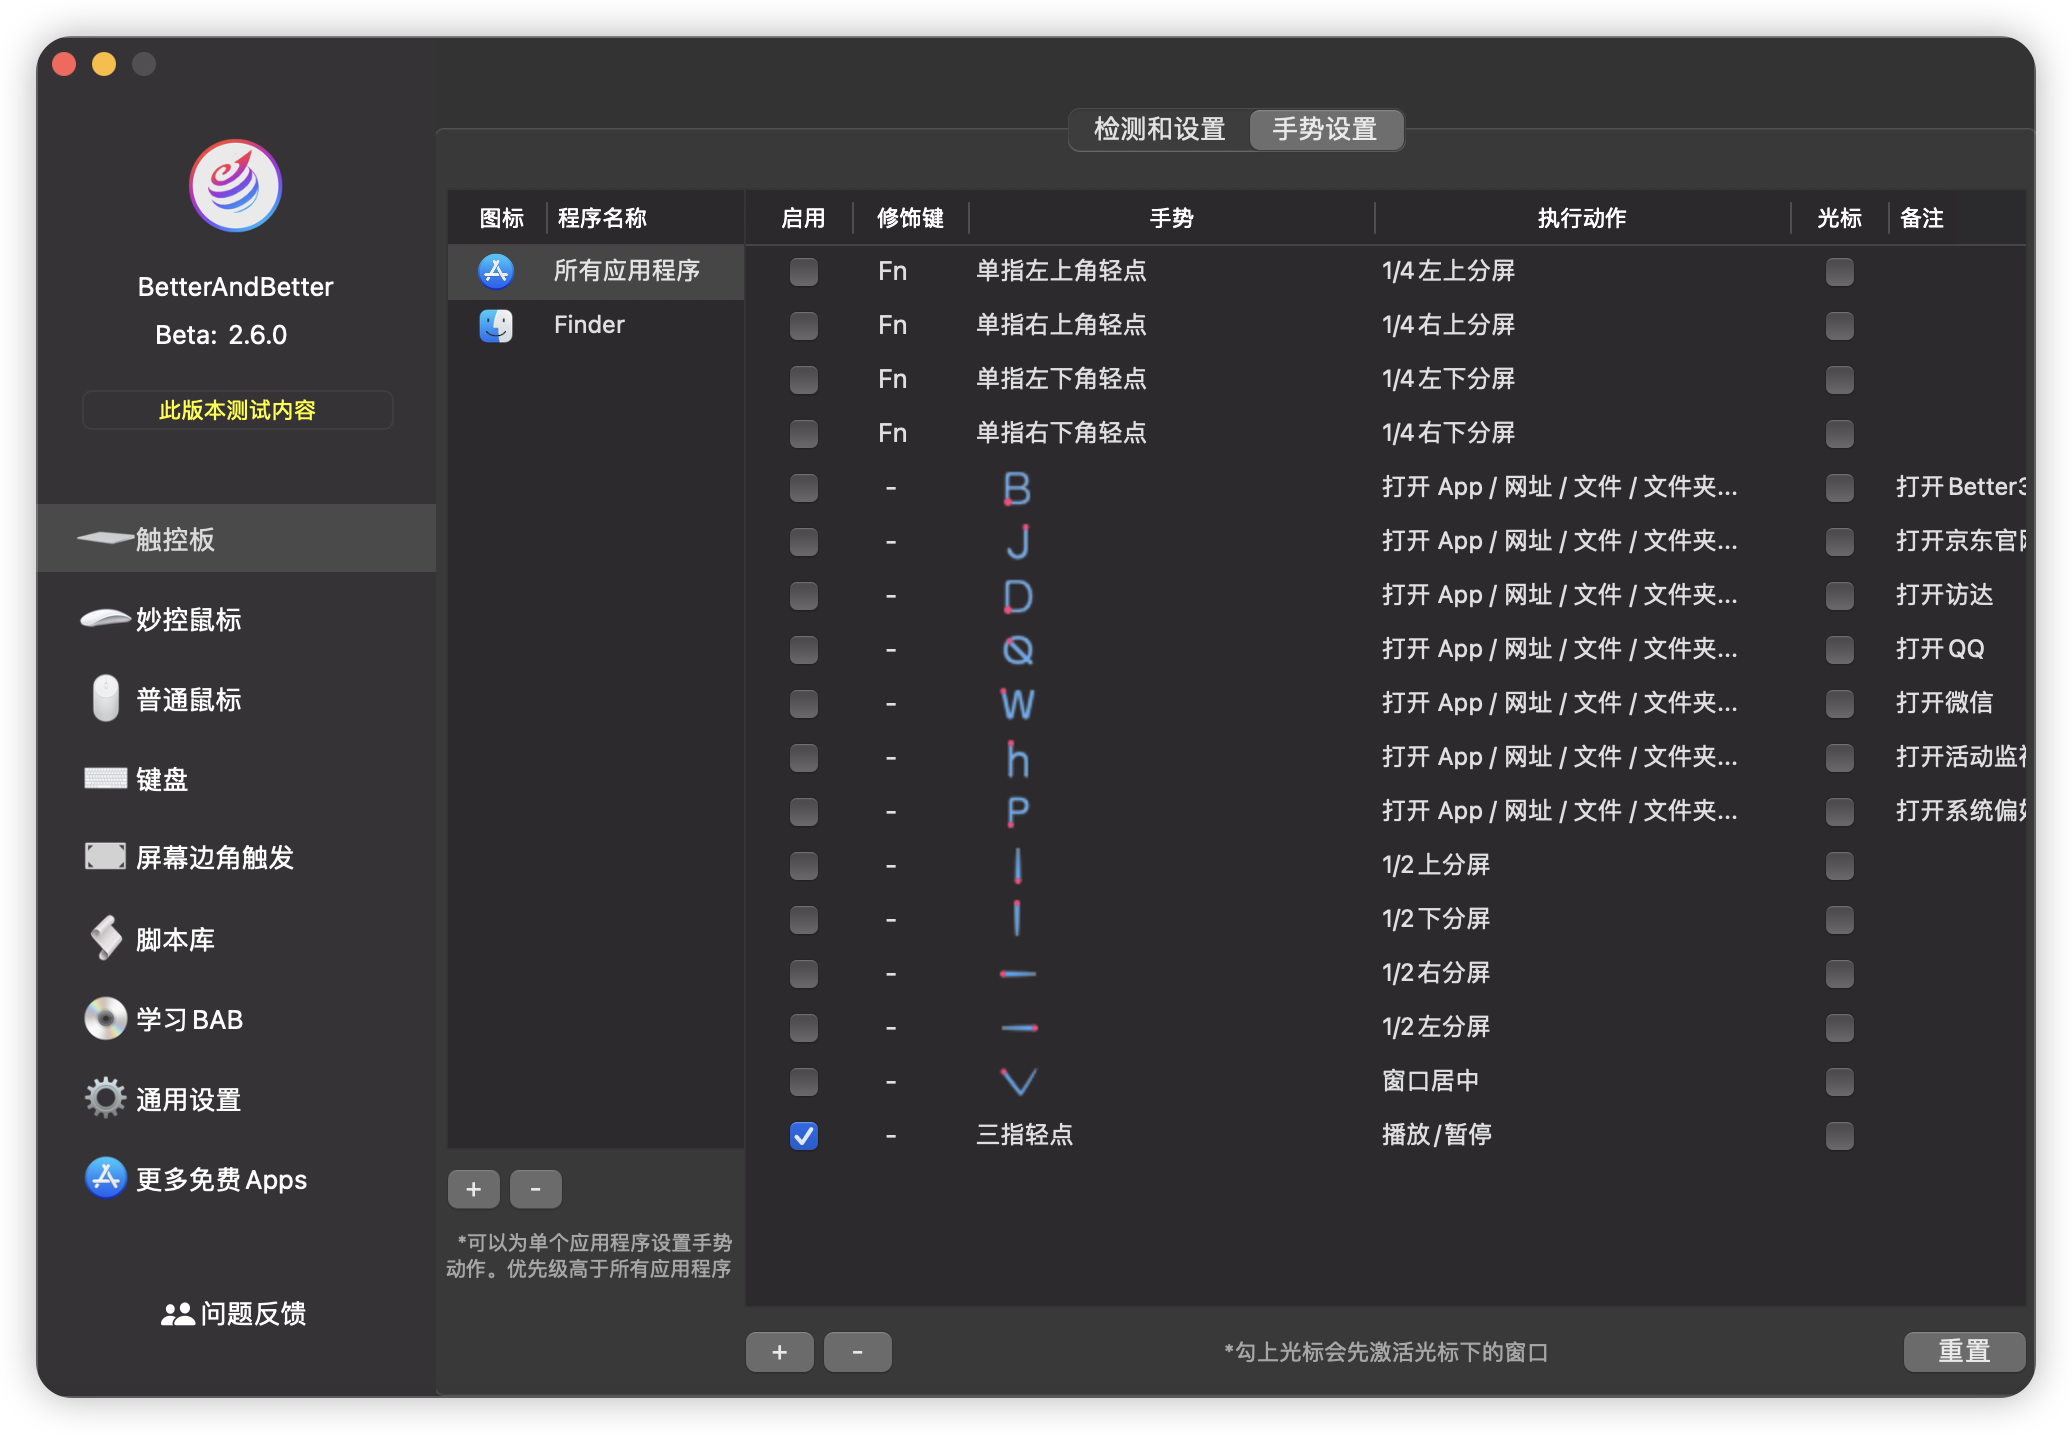 检测和设置 手势设置
BetterAndBetter
Beta: 2.6.0
此版本测试内容
触控板
妙控鼠标
普通鼠标
键盘
屏幕边角触发
脚本库
学习BAB
通用设置
更多免费Apps
问题反馈
图标 程序名称
所有应用程序
Finder
+ -
*可以为单个应用程序设置手势
动作。优先级高于所有应用程序
启用 修饰键 手势 执行动作 光标 备注
Fn 单指左上角轻点 1/4左上分屏
Fn 单指右上角轻点 1/4右上分屏
Fn 单指左下角轻点 1/4左下分屏
Fn 单指右下角轻点 1/4右下分屏
- B 打开 App / 网址 / 文件 / 文件夹... 打开Better3
- J 打开 App / 网址 / 文件 / 文件夹... 打开京东官
- D 打开 App / 网址 / 文件 / 文件夹... 打开访达
- Q 打开 App / 网址 / 文件 / 文件夹... 打开QQ
- W 打开 App / 网址 / 文件 / 文件夹... 打开微信
- h 打开 App / 网址 / 文件 / 文件夹... 打开活动监
- P 打开 App / 网址 / 文件 / 文件夹... 打开系统偏
- 1/2上分屏
- 1/2下分屏
- 1/2右分屏
- 1/2左分屏
- 窗口居中
- 三指轻点 播放/暂停
+ -
*勾上光标会先激活光标下的窗口
重置